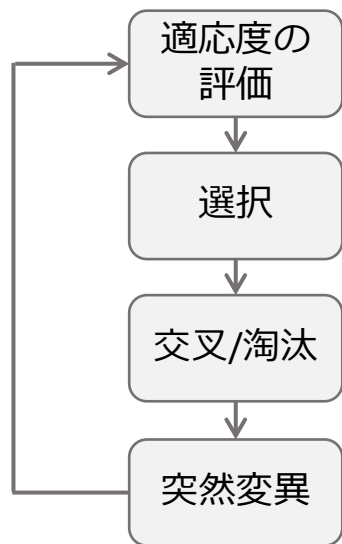 適応度の
評価
選択
交叉/淘汰
突然変異